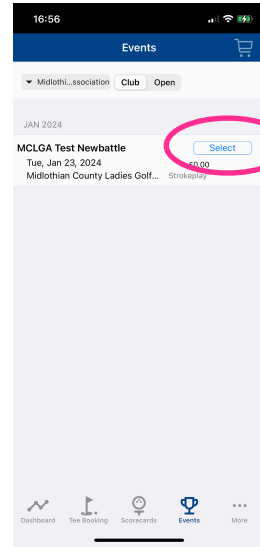 16:56
Events
Midlothi...ssociation Club Open
JAN 2024
MCLGA Test Newbattle Select
Tue, Jan 23, 2024 £0.00
Midlothian County Ladies Golf... Strokeplay
Dashboard Tee Booking Scorecards Events More